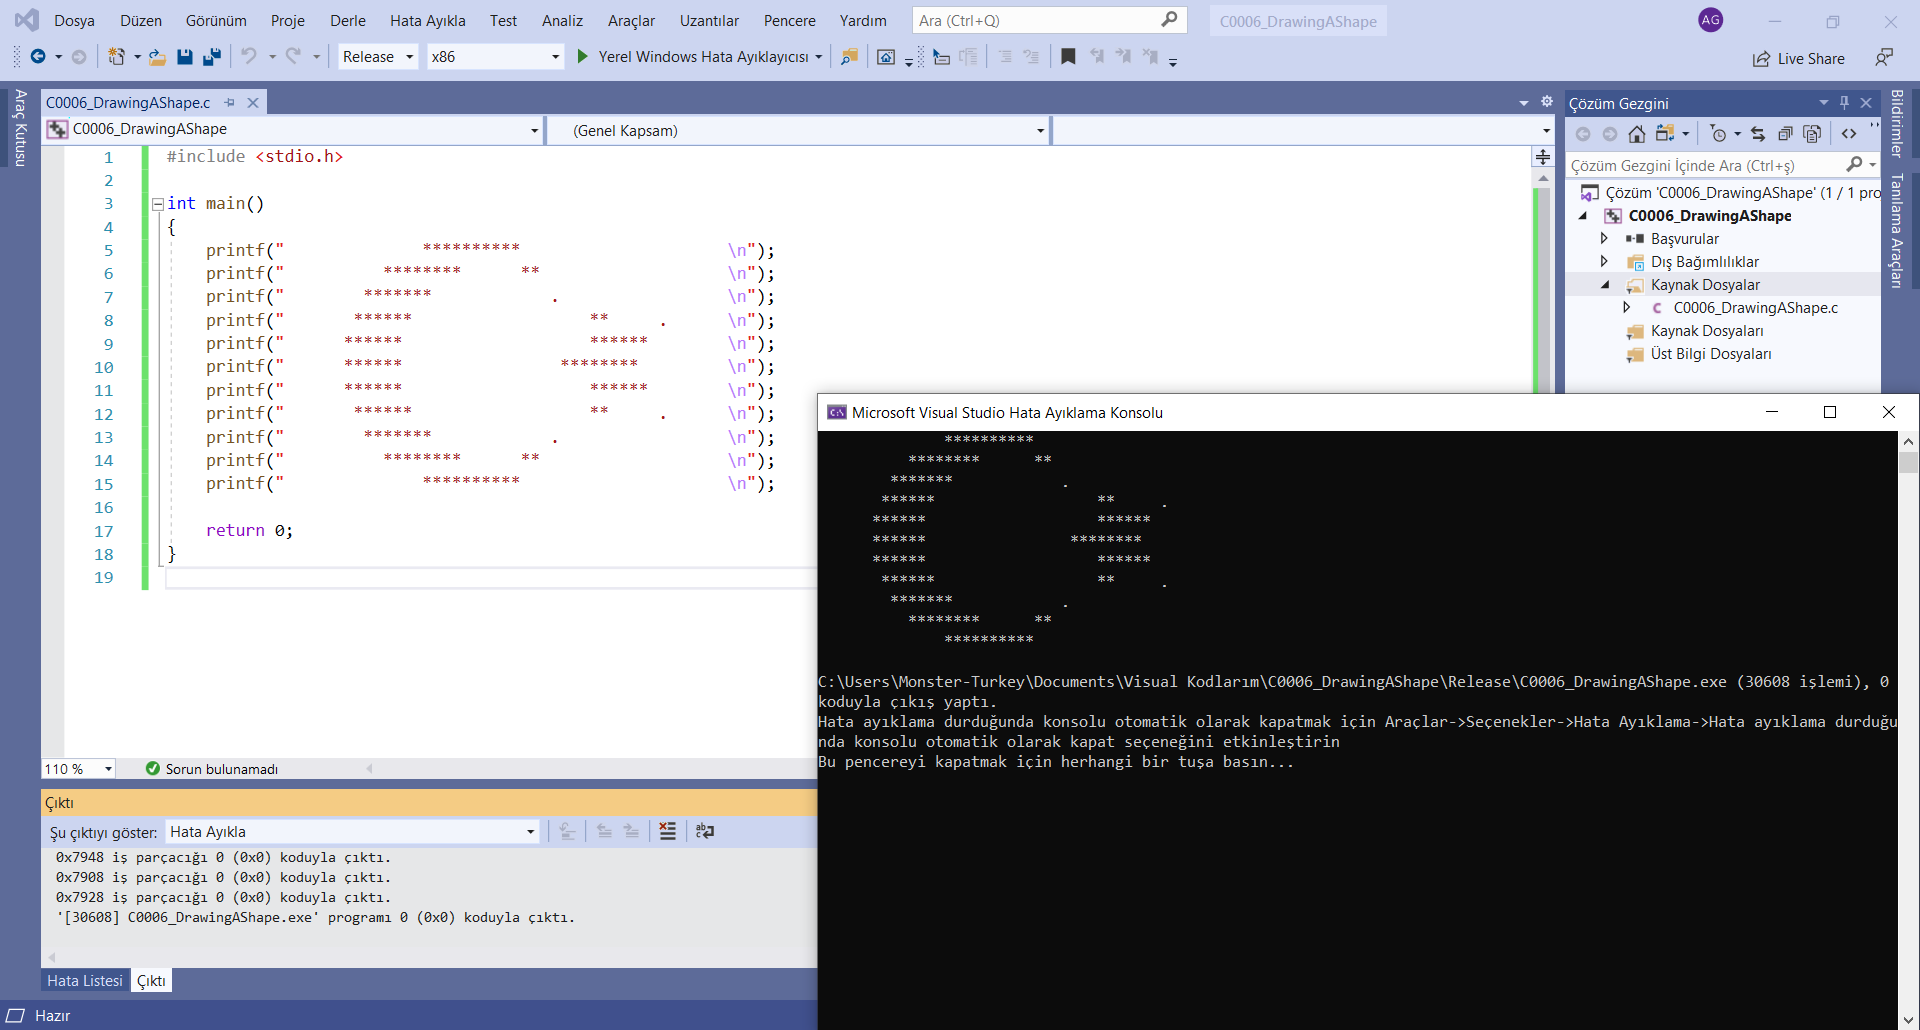 Dosya Düzen Görünüm Proje Derle Hata Ayıkla Test Analiz Araçlar Uzantılar Pencere Yardım Ara (Ctrl+Q) C0006_DrawingAShape AG
Release x86 Yerel Windows Hata Ayıklayıcısı Live Share
Araç Kutusu
C0006_DrawingAShape.c
C0006_DrawingAShape (Genel Kapsam)
1 #include <stdio.h>
2
3 int main()
4 {
5     printf("              **********                     \n");
6     printf("          ********      **                   \n");
7     printf("        *******            .                 \n");
8     printf("       ******                  **     .      \n");
9     printf("      ******                   ******        \n");
10     printf("      ******                ********         \n");
11     printf("      ******                   ******        \n");
12     printf("       ******                  **     .      \n");
13     printf("        *******            .                 \n");
14     printf("          ********      **                   \n");
15     printf("              **********                     \n");
16
17     return 0;
18 }
19
110 % Sorun bulunamadı
Çıktı
Şu çıktıyı göster: Hata Ayıkla
0x7948 iş parçacığı 0 (0x0) koduyla çıktı.
0x7908 iş parçacığı 0 (0x0) koduyla çıktı.
0x7928 iş parçacığı 0 (0x0) koduyla çıktı.
'[30608] C0006_DrawingAShape.exe' programı 0 (0x0) koduyla çıktı.
Hata Listesi Çıktı
Hazır
Çözüm Gezgini
Çözüm Gezgini İçinde Ara (Ctrl+ş)
Çözüm 'C0006_DrawingAShape' (1 / 1 pro
C0006_DrawingAShape
Başvurular
Dış Bağımlılıklar
Kaynak Dosyalar
C0006_DrawingAShape.c
Kaynak Dosyaları
Üst Bilgi Dosyaları
Bildirimler
Tanılama Araçları
Microsoft Visual Studio Hata Ayıklama Konsolu
              **********
          ********      **
        *******            .
       ******                  **     .
      ******                   ******
      ******                ********
      ******                   ******
       ******                  **     .
        *******            .
          ********      **
              **********
C:\Users\Monster-Turkey\Documents\Visual Kodlarım\C0006_DrawingAShape\Release\C0006_DrawingAShape.exe (30608 işlemi), 0
koduyla çıkış yaptı.
Hata ayıklama durduğunda konsolu otomatik olarak kapatmak için Araçlar->Seçenekler->Hata Ayıklama->Hata ayıklama durduğu
nda konsolu otomatik olarak kapat seçeneğini etkinleştirin
Bu pencereyi kapatmak için herhangi bir tuşa basın...